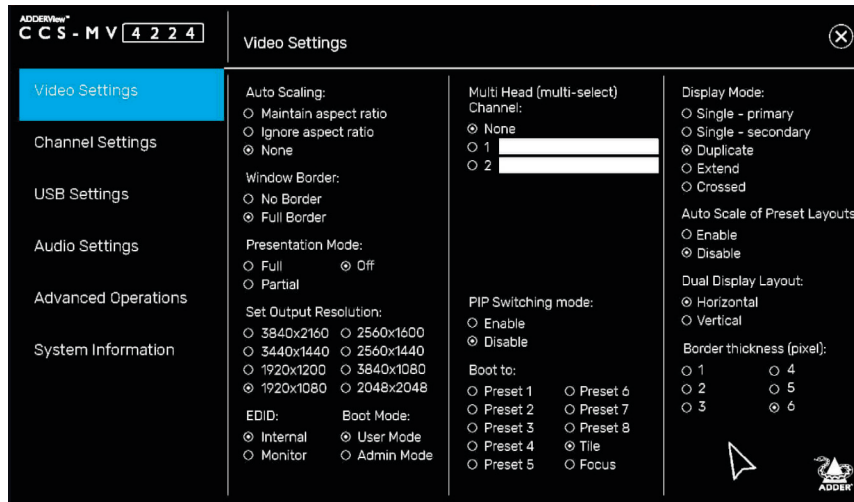 ADDERView™
CCS-MV 4224
Video Settings
Video Settings
Channel Settings
USB Settings
Audio Settings
Advanced Operations
System Information
Auto Scaling:
Maintain aspect ratio
Ignore aspect ratio
None
Window Border:
No Border
Full Border
Presentation Mode:
Full Off
Partial
Set Output Resolution:
3840x2160 2560x1600
3440x1440 2560x1440
1920x1200 3840x1080
1920x1080 2048x2048
EDID: Boot Mode:
Internal User Mode
Monitor Admin Mode
Multi Head (multi-select)
Channel:
None
1
2
PIP Switching mode:
Enable
Disable
Boot to:
Preset 1 Preset 6
Preset 2 Preset 7
Preset 3 Preset 8
Preset 4 Tile
Preset 5 Focus
Display Mode:
Single - primary
Single - secondary
Duplicate
Extend
Crossed
Auto Scale of Preset Layouts
Enable
Disable
Dual Display Layout:
Horizontal
Vertical
Border thickness (pixel):
1 4
2 5
3 6
ADDER